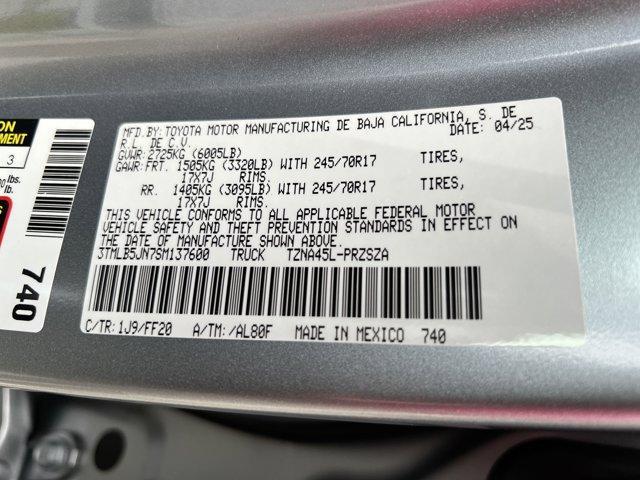 MFD.BY: TOYOTA MOTOR MANUFACTURING DE BAJA CALIFORNIA, S. DE
R.L. DE C.V. DATE: 04/25
GVWR: 2725KG (6005LB)
GAWR: FRT. 1505KG (3320LB) WITH 245/70R17 TIRES,
17X7J RIMS.
RR. 1405KG (3095LB) WITH 245/70R17 TIRES,
17X7J RIMS.
THIS VEHICLE CONFORMS TO ALL APPLICABLE FEDERAL MOTOR
VEHICLE SAFETY AND THEFT PREVENTION STANDARDS IN EFFECT ON
THE DATE OF MANUFACTURE SHOWN ABOVE.
3TMLB5JN7SM137600 TRUCK TZNA45L-PRZSZA
C/TR: 1J9/FF20 A/TM: /AL80F MADE IN MEXICO 740
3
lbs.
lb.
740